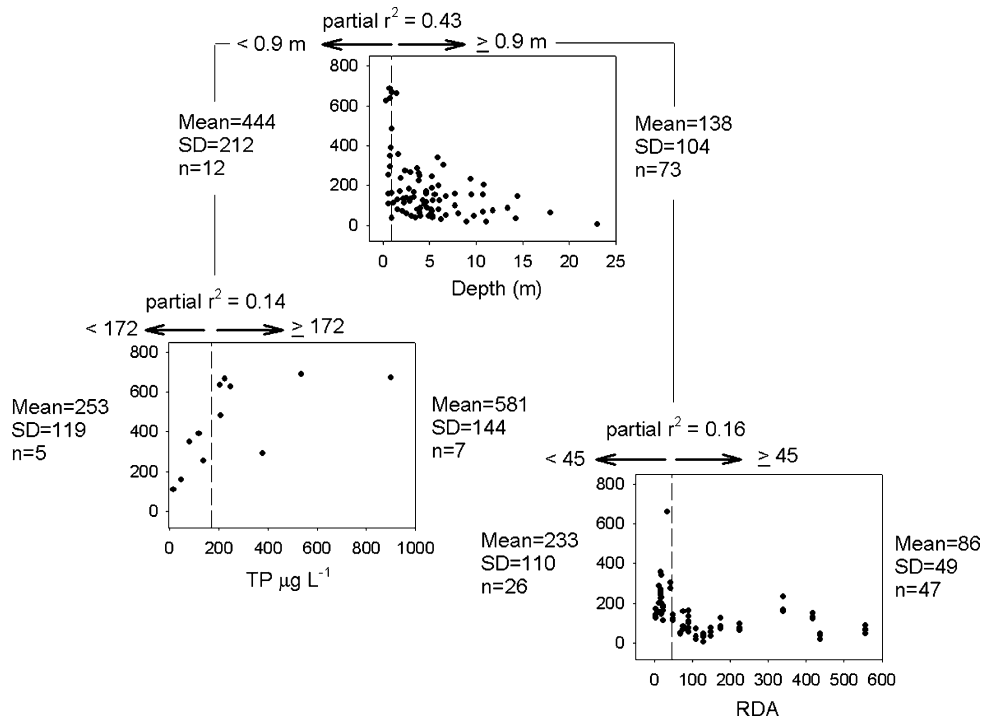 partial r² = 0.43
< 0.9 m
≥ 0.9 m
800
600
400
200
0
0 5 10 15 20 25
Depth (m)
Mean=444
SD=212
n=12
Mean=138
SD=104
n=73
partial r² = 0.14
< 172
≥ 172
800
600
400
200
0
0 200 400 600 800 1000
TP µg L⁻¹
Mean=253
SD=119
n=5
Mean=581
SD=144
n=7
partial r² = 0.16
< 45
≥ 45
800
600
400
200
0
0 100 200 300 400 500 600
RDA
Mean=233
SD=110
n=26
Mean=86
SD=49
n=47